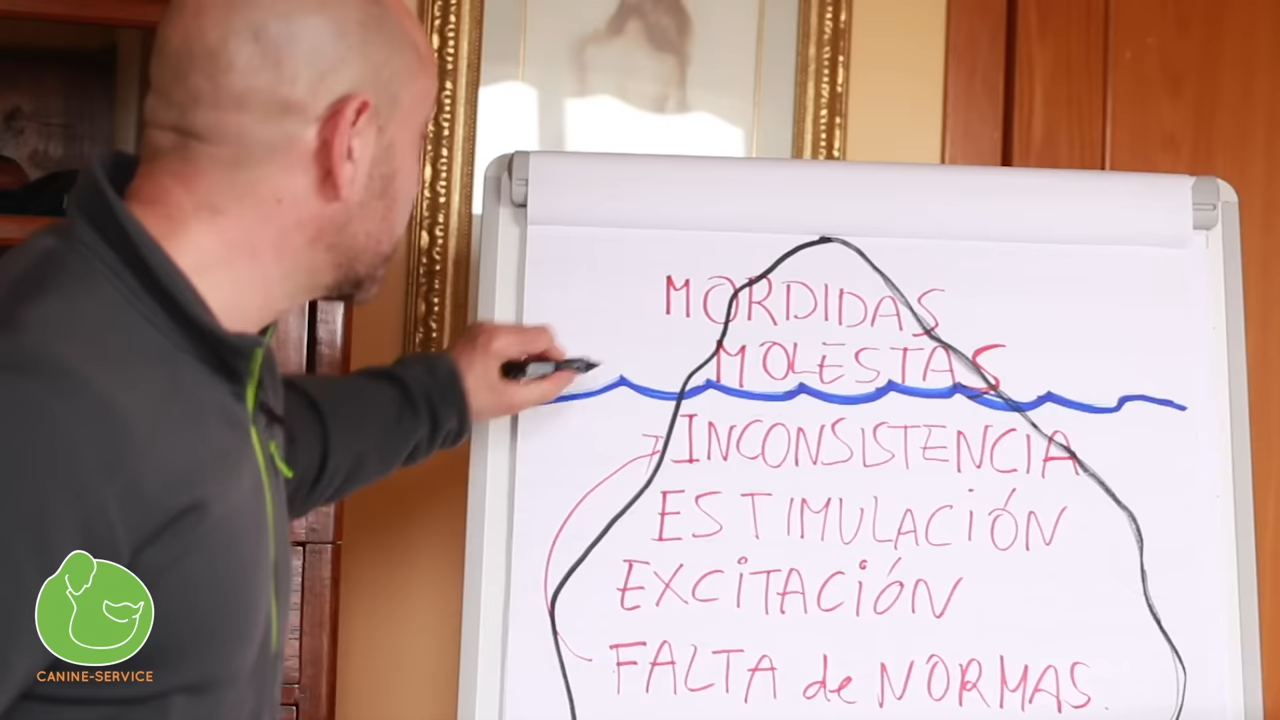 MORDIDAS
MOLESTAS
INCONSISTENCIA
ESTIMULACIÓN
EXCITACIÓN
FALTA de NORMAS.
CANINE-SERVICE